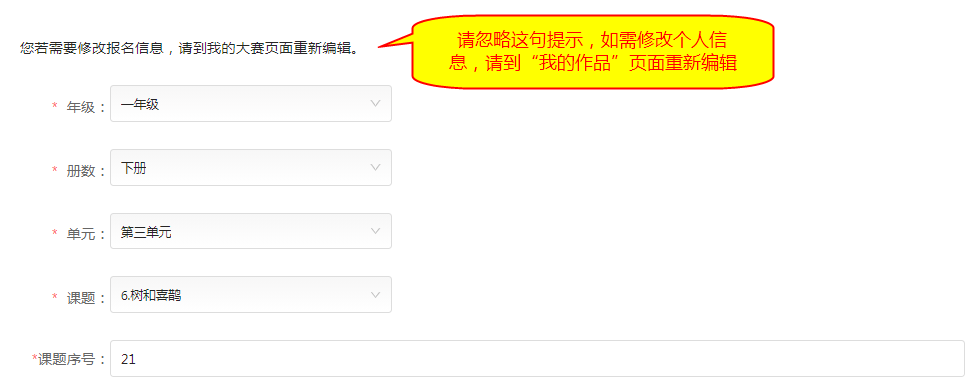 请忽略这句提示，如需修改个人信
息，请到“我的作品”页面重新编辑
您若需要修改报名信息，请到我的大赛页面重新编辑。
* 年级： 一年级
* 册数： 下册
* 单元： 第三单元
* 课题： 6.树和喜鹊
*课题序号： 21